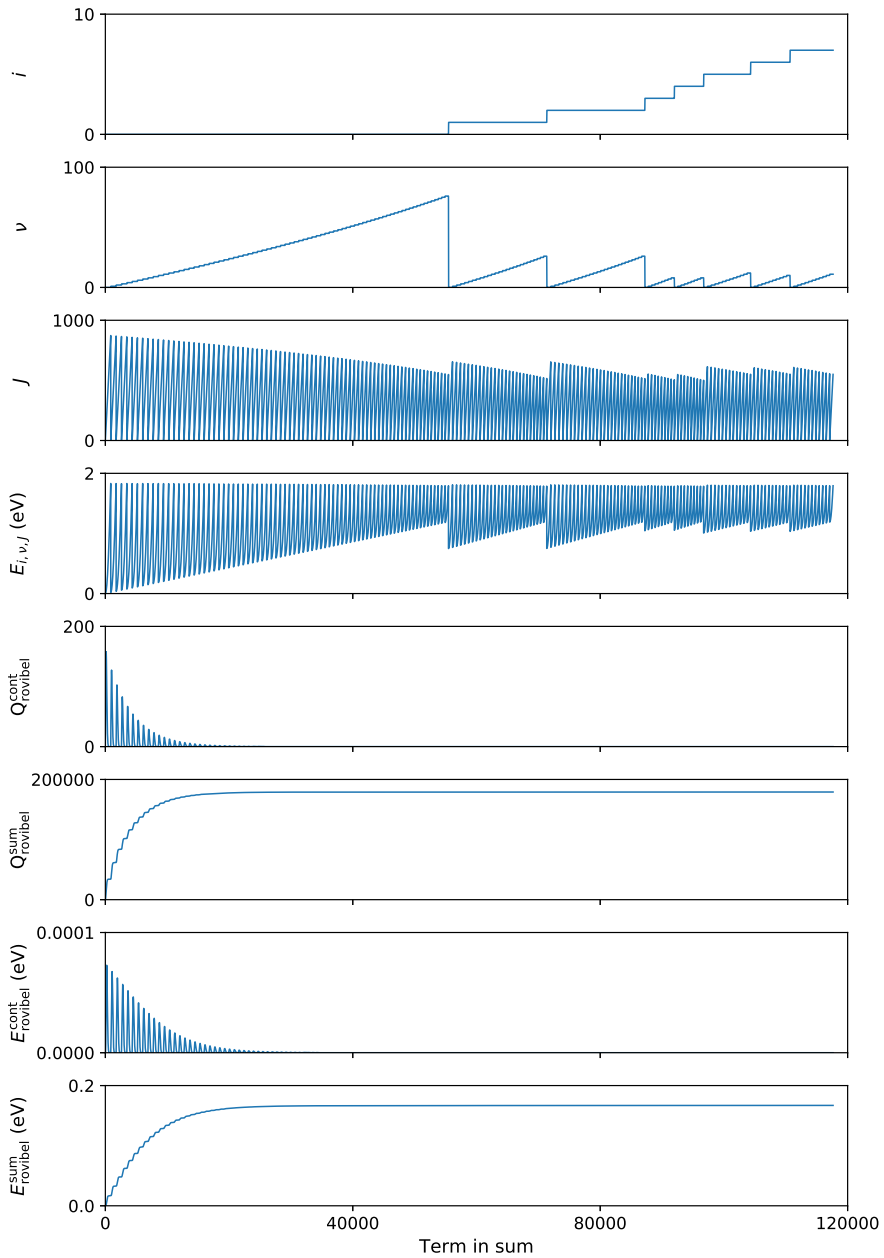 10
i
0
100
ν
0
1000
J
0
2
E_{i, ν, J} (eV)
0
200
Q^{cont}_{rovibel}
0
200000
Q^{sum}_{rovibel}
0
0.0001
E^{cont}_{rovibel} (eV)
0.0000
0.2
E^{sum}_{rovibel} (eV)
0.0
0 40000 80000 120000
Term in sum